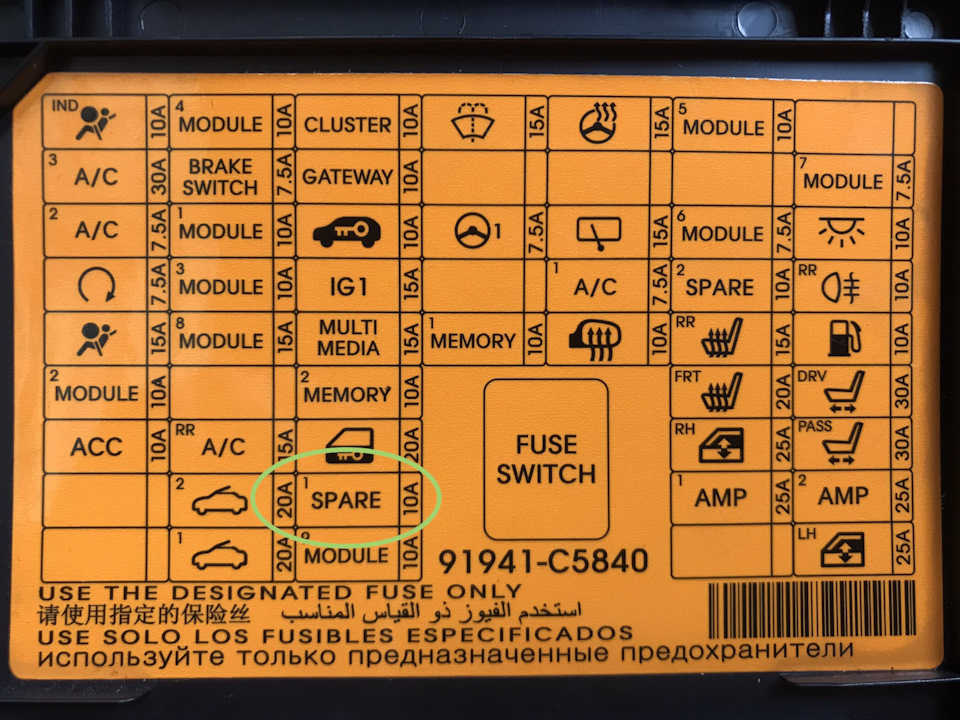 IND 10A 4 MODULE 10A CLUSTER 10A 15A 15A 5 MODULE 10A
3 A/C 30A BRAKE SWITCH 7.5A GATEWAY 10A 7 MODULE 7.5A
2 A/C 7.5A 1 MODULE 10A 10A 1 7.5A 15A 6 MODULE 7.5A 10A
7.5A 3 MODULE 10A IG1 15A 1 A/C 7.5A 2 SPARE 10A RR 10A
15A 8 MODULE 15A MULTI MEDIA 15A 1 MEMORY 10A 10A RR 15A 10A
2 MODULE 10A 2 MEMORY 10A FRT 20A DRV 30A
ACC 10A RR A/C 15A 20A FUSE SWITCH RH 25A PASS 30A
2 20A 1 SPARE 10A 1 AMP 25A 2 AMP 25A
1 20A MODULE 10A LH 25A
91941-C5840
USE THE DESIGNATED FUSE ONLY
请使用指定的保险丝 استخدم الفيوز ذو القياس المناسب
USE SOLO LOS FUSIBLES ESPECIFICADOS
используйте только предназначенные предохранители